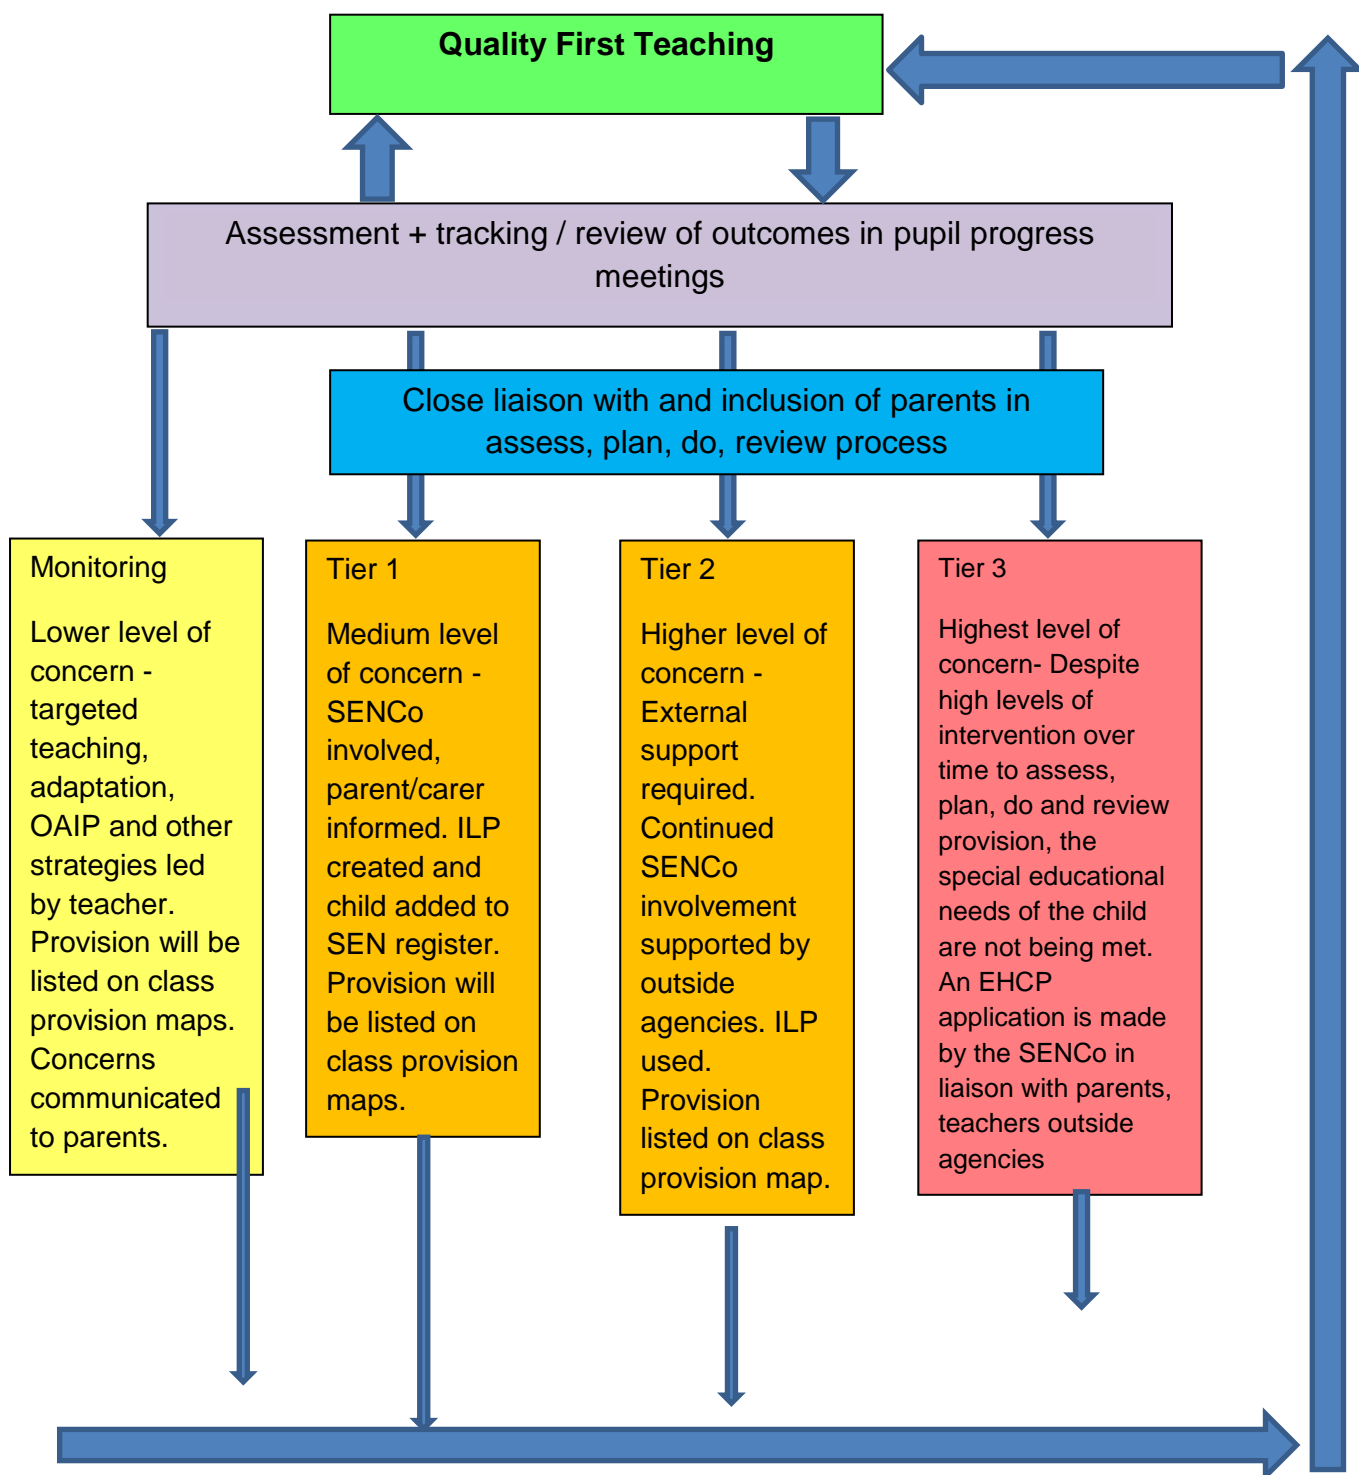 Quality First Teaching
Assessment + tracking / review of outcomes in pupil progress
meetings
Close liaison with and inclusion of parents in
assess, plan, do, review process
Monitoring
Lower level of
concern -
targeted
teaching,
adaptation,
OAIP and other
strategies led
by teacher.
Provision will be
listed on class
provision maps.
Concerns
communicated
to parents.
Tier 1
Medium level
of concern -
SENCo
involved,
parent/carer
informed. ILP
created and
child added to
SEN register.
Provision will
be listed on
class provision
maps.
Tier 2
Higher level of
concern -
External
support
required.
Continued
SENCo
involvement
supported by
outside
agencies. ILP
used.
Provision
listed on class
provision map.
Tier 3
Highest level of
concern- Despite
high levels of
intervention over
time to assess,
plan, do and review
provision, the
special educational
needs of the child
are not being met.
An EHCP
application is made
by the SENCo in
liaison with parents,
teachers outside
agencies